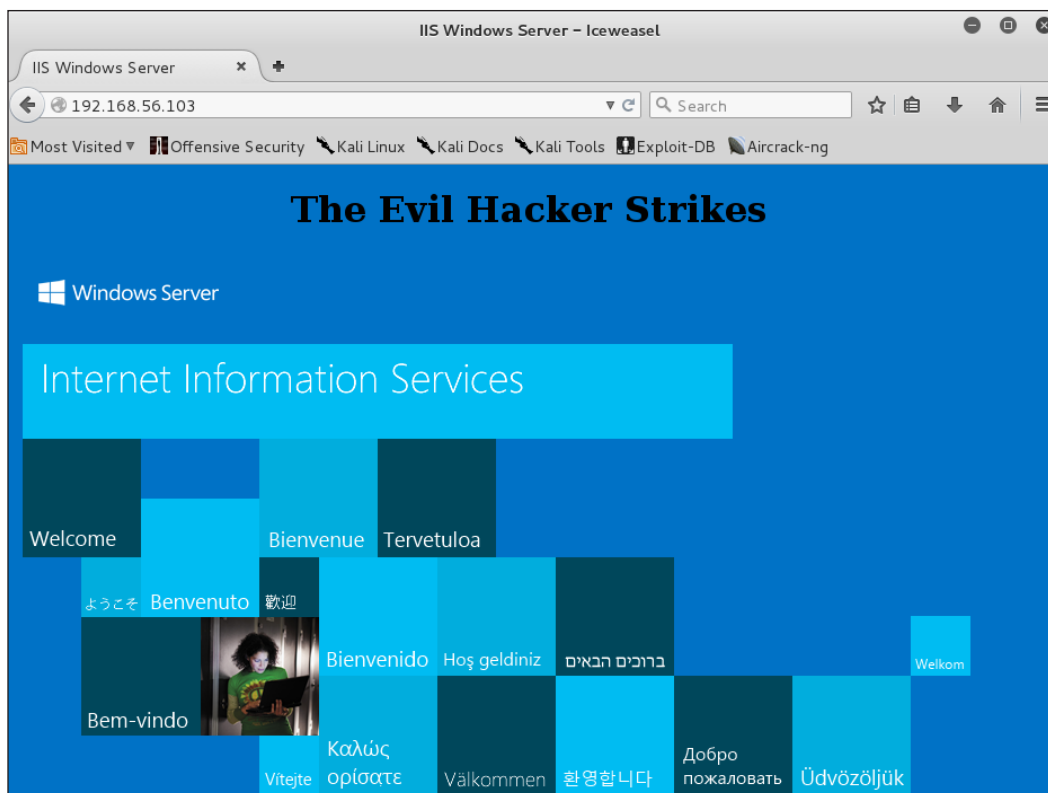 IIS Windows Server – Iceweasel
IIS Windows Server
192.168.56.103
Search
Most Visited
Offensive Security
Kali Linux
Kali Docs
Kali Tools
Exploit-DB
Aircrack-ng
The Evil Hacker Strikes
Windows Server
Internet Information Services
Welcome
Bienvenue
Tervetuloa
ようこそ
Benvenuto
歡迎
Bienvenido
Hoş geldiniz
ברוכים הבאים
Welkom
Bem-vindo
Vítejte
Καλώς
ορίσατε
Välkommen
환영합니다
Добро
пожаловать
Üdvözöljük